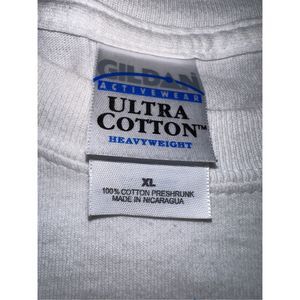 GILDAN
ACTIVEWEAR
ULTRA
COTTON™
HEAVYWEIGHT
XL
100% COTTON PRESHRUNK
MADE IN NICARAGUA